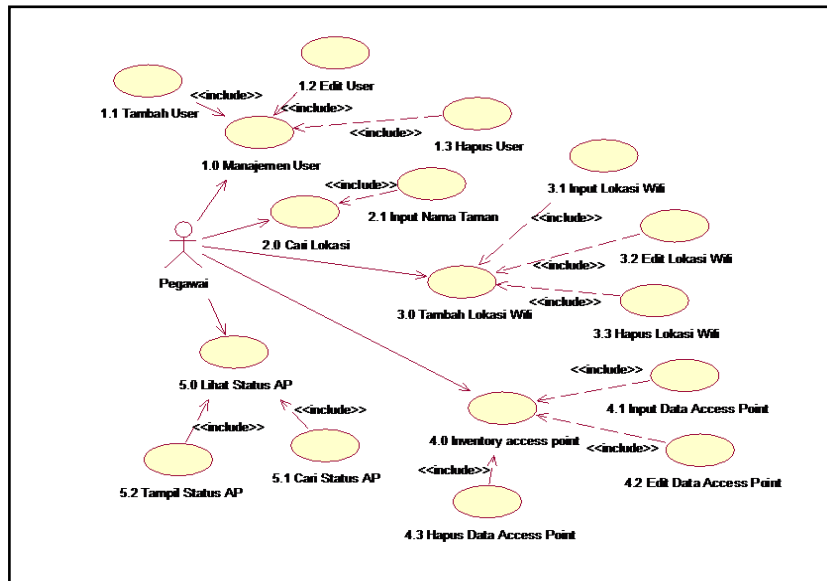 1.2 Edit User
<<include>>
<<include>>
1.1 Tambah User
<<include>>
1.3 Hapus User
1.0 Manajemen User
3.1 Input Lokasi Wifi
<<include>>
2.1 Input Nama Taman
<<include>>
2.0 Cari Lokasi
3.2 Edit Lokasi Wifi
<<include>>
Pegawai
3.0 Tambah Lokasi Wifi
<<include>>
3.3 Hapus Lokasi Wifi
5.0 Lihat Status AP
<<include>>
<<include>>
<<include>>
4.1 Input Data Access Point
4.0 Inventory access point
<<include>>
5.2 Tampil Status AP
5.1 Cari Status AP
<<include>>
4.2 Edit Data Access Point
4.3 Hapus Data Access Point